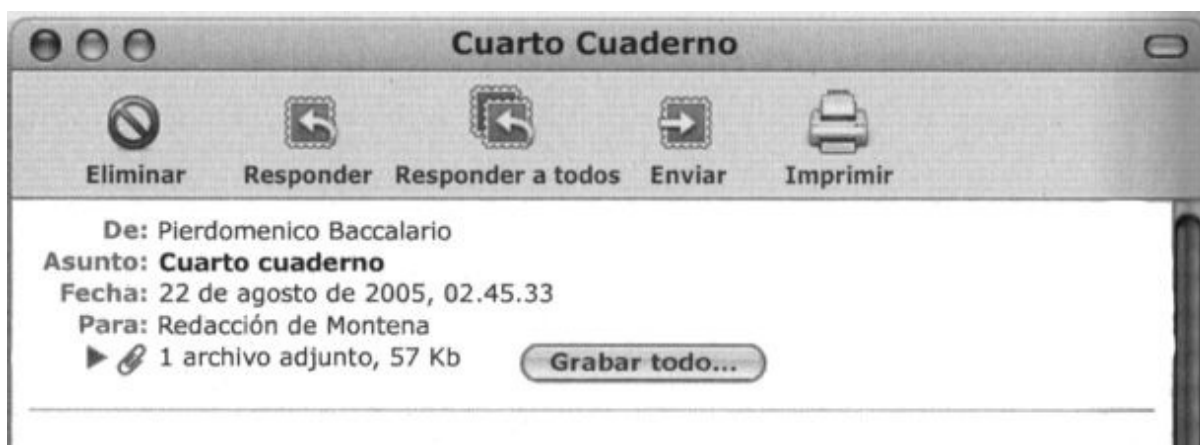 Cuarto Cuaderno
Eliminar Responder Responder a todos Enviar Imprimir
De: Pierdomenico Baccalario
Asunto: Cuarto cuaderno
Fecha: 22 de agosto de 2005, 02.45.33
Para: Redacción de Montena
1 archivo adjunto, 57 Kb Grabar todo...